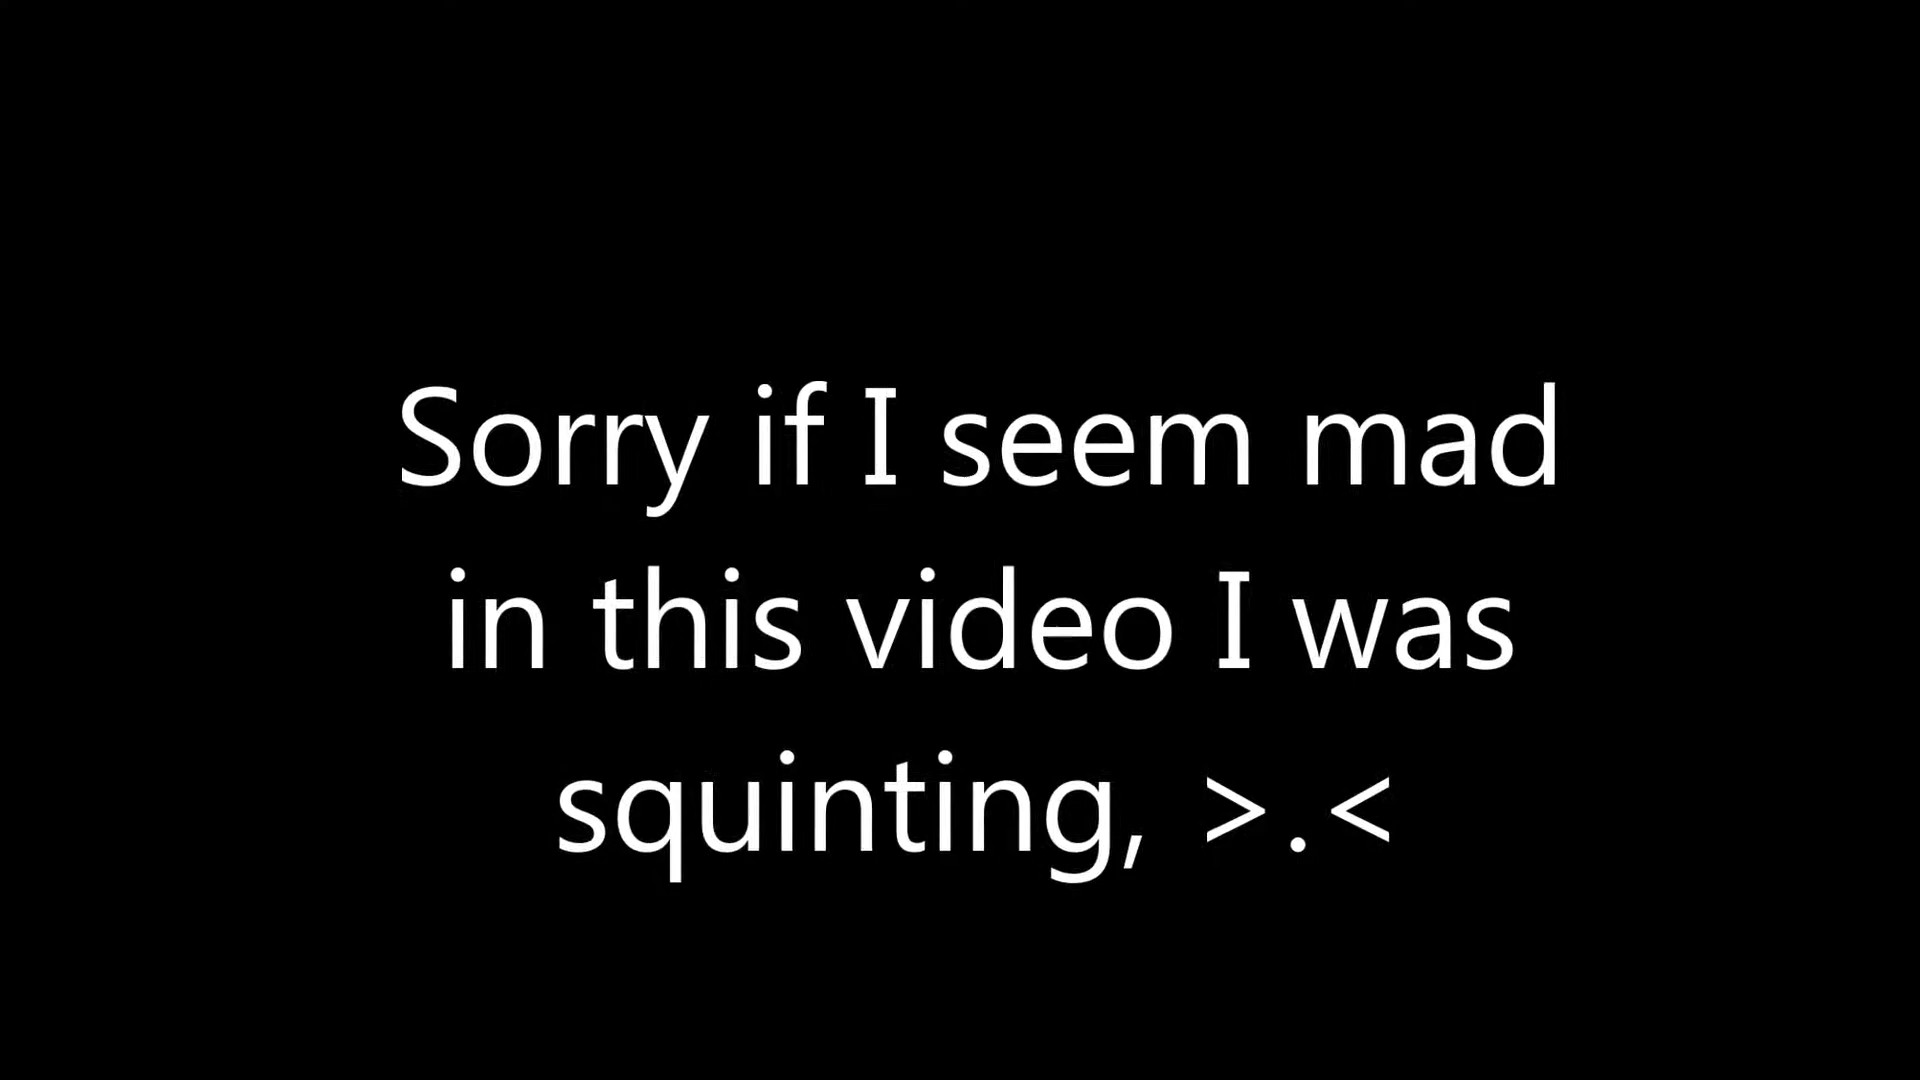 Sorry if I seem mad
in this video I was
squinting, >.<